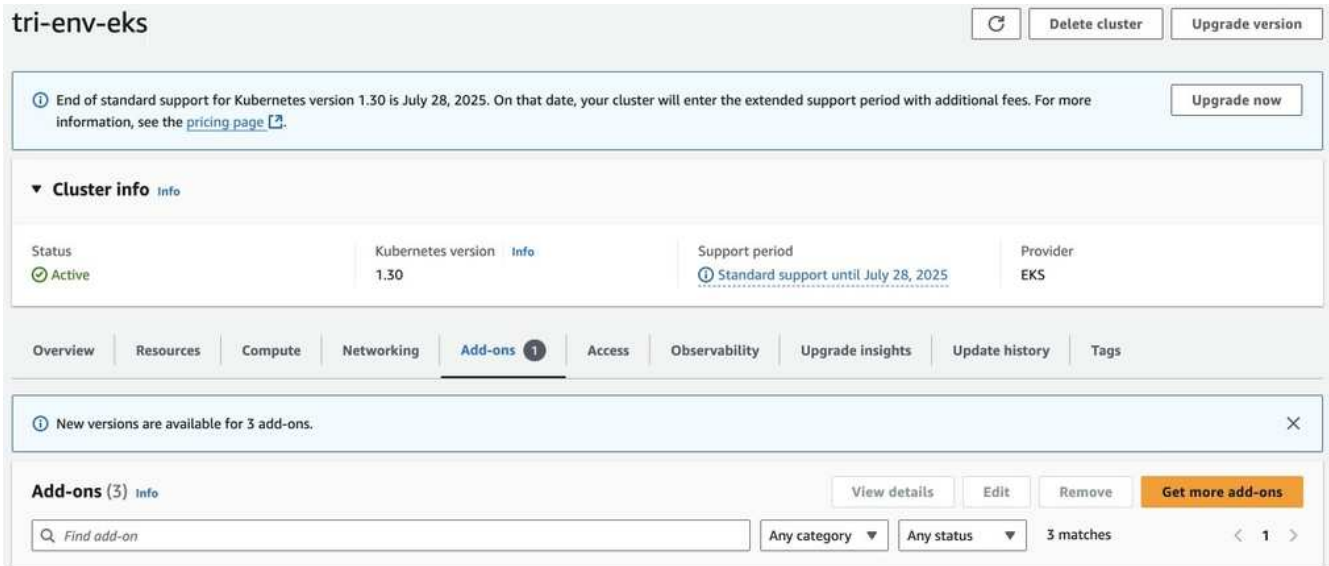 tri-env-eks
Delete cluster
Upgrade version
End of standard support for Kubernetes version 1.30 is July 28, 2025. On that date, your cluster will enter the extended support period with additional fees. For more
information, see the pricing page.
Upgrade now
Cluster info Info
Status
Active
Kubernetes version Info
1.30
Support period
Standard support until July 28, 2025
Provider
EKS
Overview Resources Compute Networking Add-ons 1 Access Observability Upgrade insights Update history Tags
New versions are available for 3 add-ons.
Add-ons (3) Info
View details Edit Remove Get more add-ons
Find add-on
Any category Any status 3 matches 1